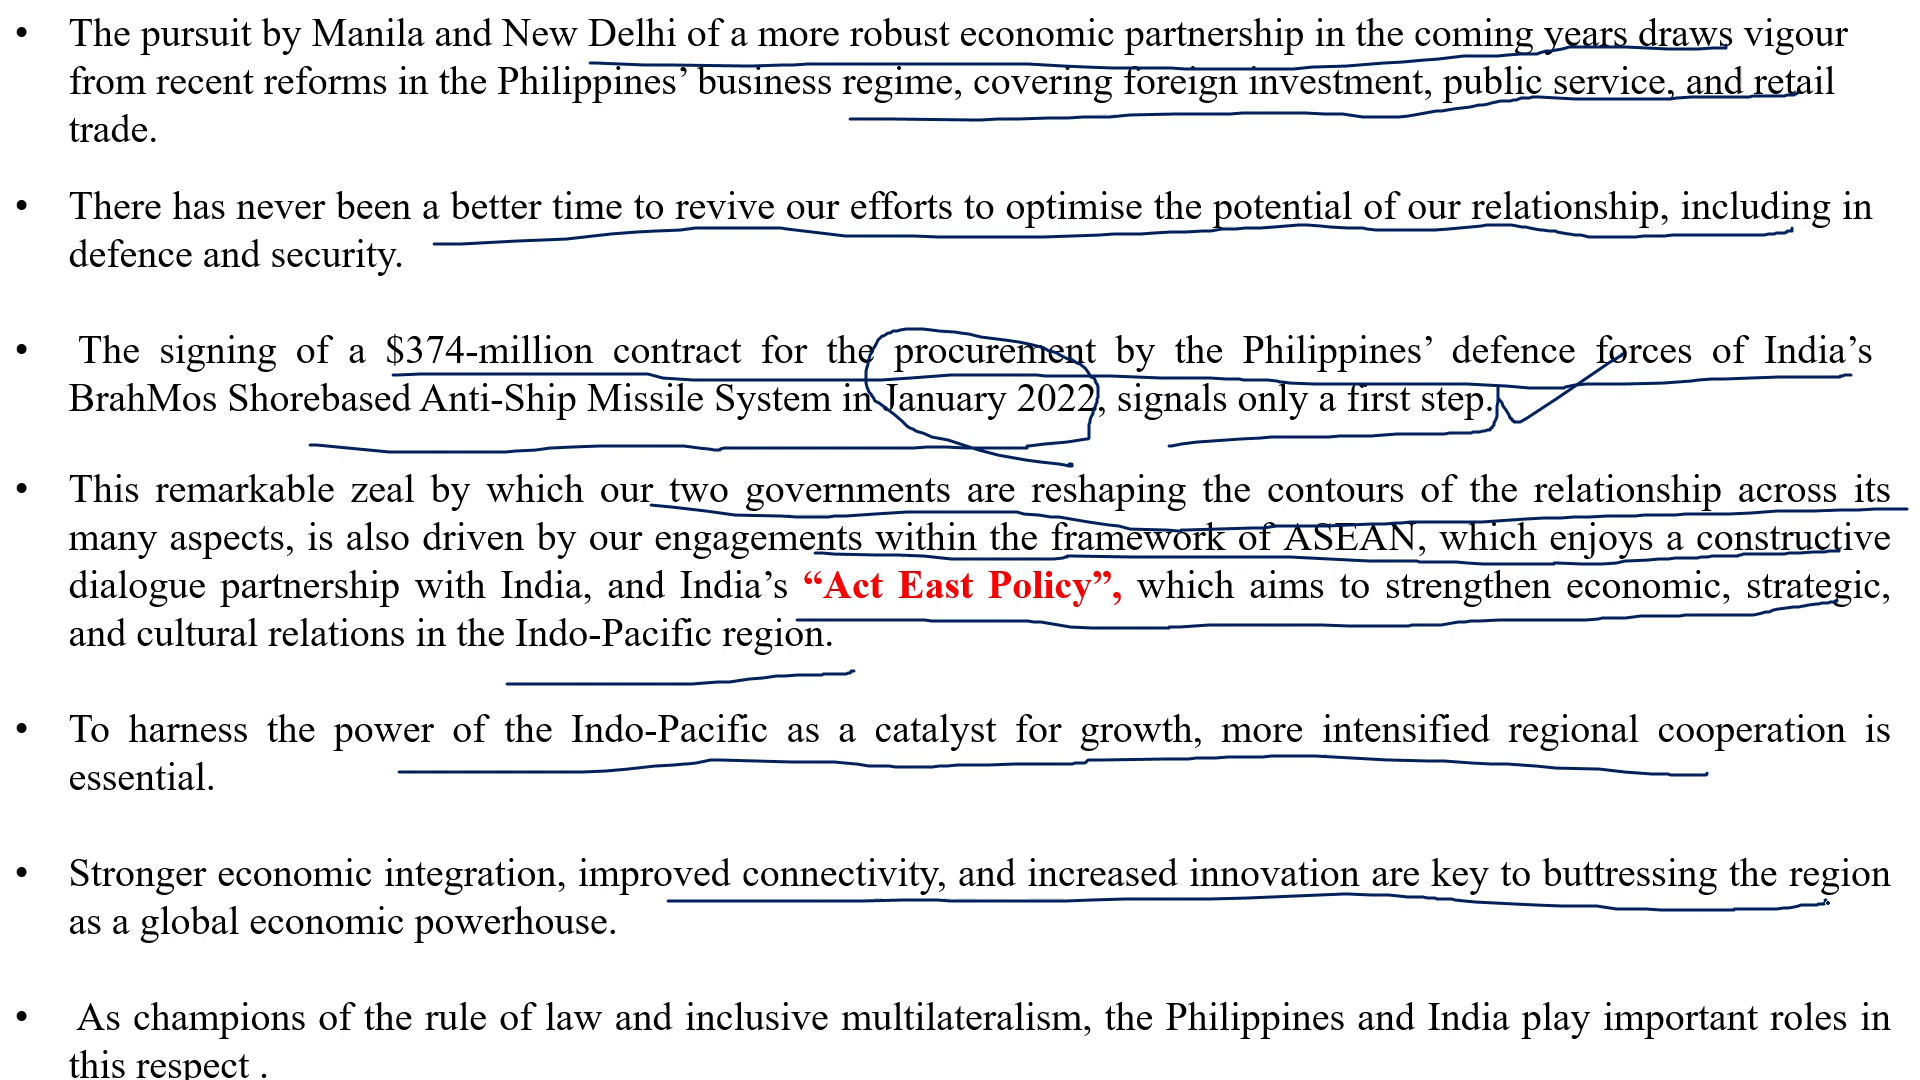 • The pursuit by Manila and New Delhi of a more robust economic partnership in the coming years draws vigour
from recent reforms in the Philippines’ business regime, covering foreign investment, public service, and retail
trade.
• There has never been a better time to revive our efforts to optimise the potential of our relationship, including in
defence and security.
• The signing of a $374-million contract for the procurement by the Philippines’ defence forces of India’s
BrahMos Shorebased Anti-Ship Missile System in January 2022, signals only a first step.
• This remarkable zeal by which our two governments are reshaping the contours of the relationship across its
many aspects, is also driven by our engagements within the framework of ASEAN, which enjoys a constructive
dialogue partnership with India, and India’s “Act East Policy”, which aims to strengthen economic, strategic,
and cultural relations in the Indo-Pacific region.
• To harness the power of the Indo-Pacific as a catalyst for growth, more intensified regional cooperation is
essential.
• Stronger economic integration, improved connectivity, and increased innovation are key to buttressing the region
as a global economic powerhouse.
• As champions of the rule of law and inclusive multilateralism, the Philippines and India play important roles in
this respect .